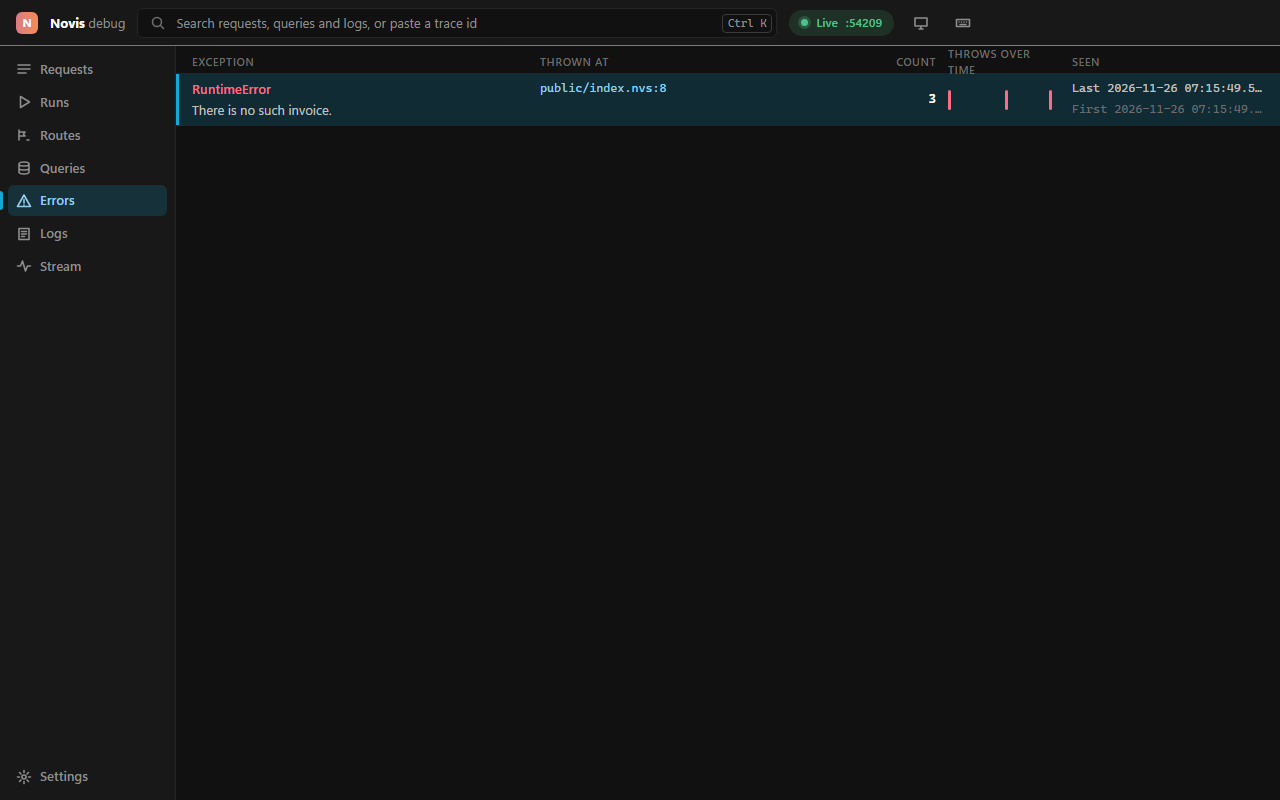 N Novis debug Search requests, queries and logs, or paste a trace id Ctrl K Live :54209
Requests
Runs
Routes
Queries
Errors
Logs
Stream
Settings
EXCEPTION THROWN AT COUNT THROWS OVER TIME SEEN
RuntimeError public/index.nvs:8 3 Last 2026-11-26 07:15:49.5…
There is no such invoice. First 2026-11-26 07:15:49.…